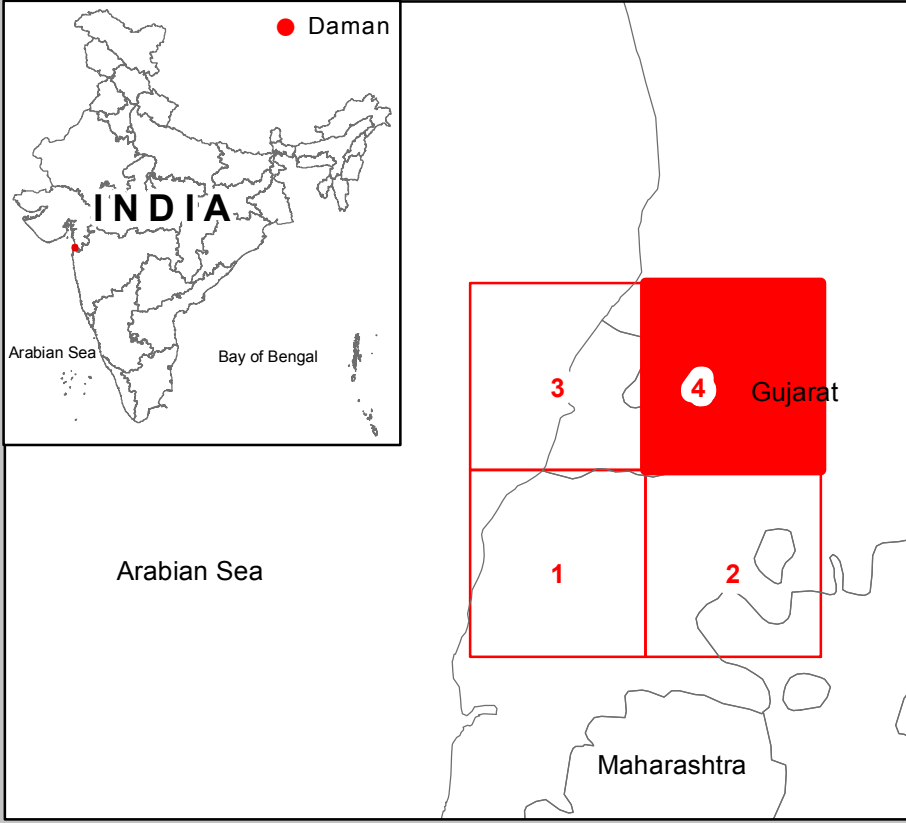 Daman
INDIA
Arabian Sea
Bay of Bengal
3
4
Gujarat
Arabian Sea
1
2
Maharashtra